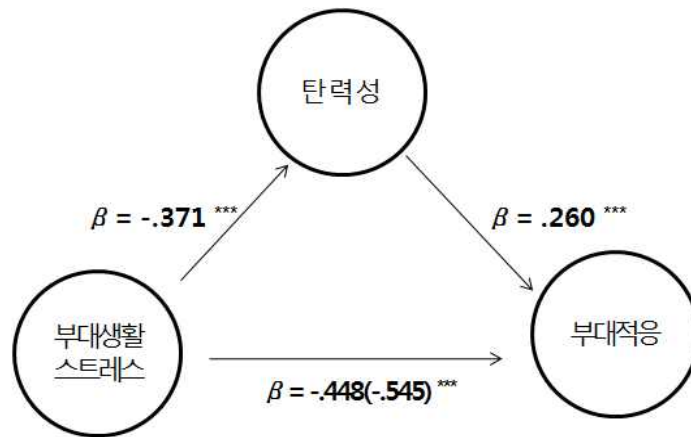 탄력성
β = -.371 ***
β = .260 ***
부대생활
스트레스
부대적응
β = -.448(-.545) ***